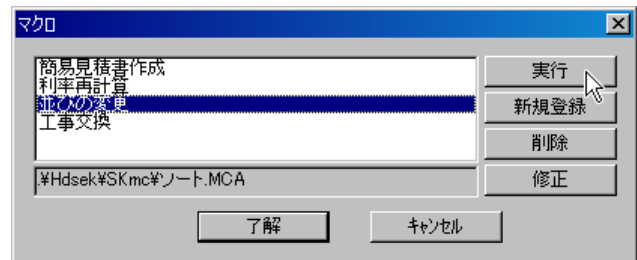 マクロ
簡易見積書作成
利率再計算
並びの変更
工事交換
.¥Hdsek¥SKmc¥ソート.MCA
実行
新規登録
削除
修正
了解
キャンセル